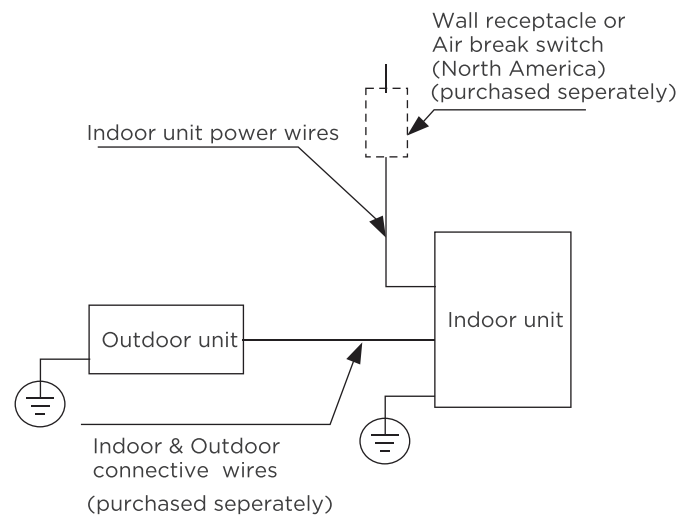 Wall receptacle or
Air break switch
(North America)
(purchased seperately)
Indoor unit power wires
Indoor unit
Outdoor unit
Indoor & Outdoor
connective wires
(purchased seperately)